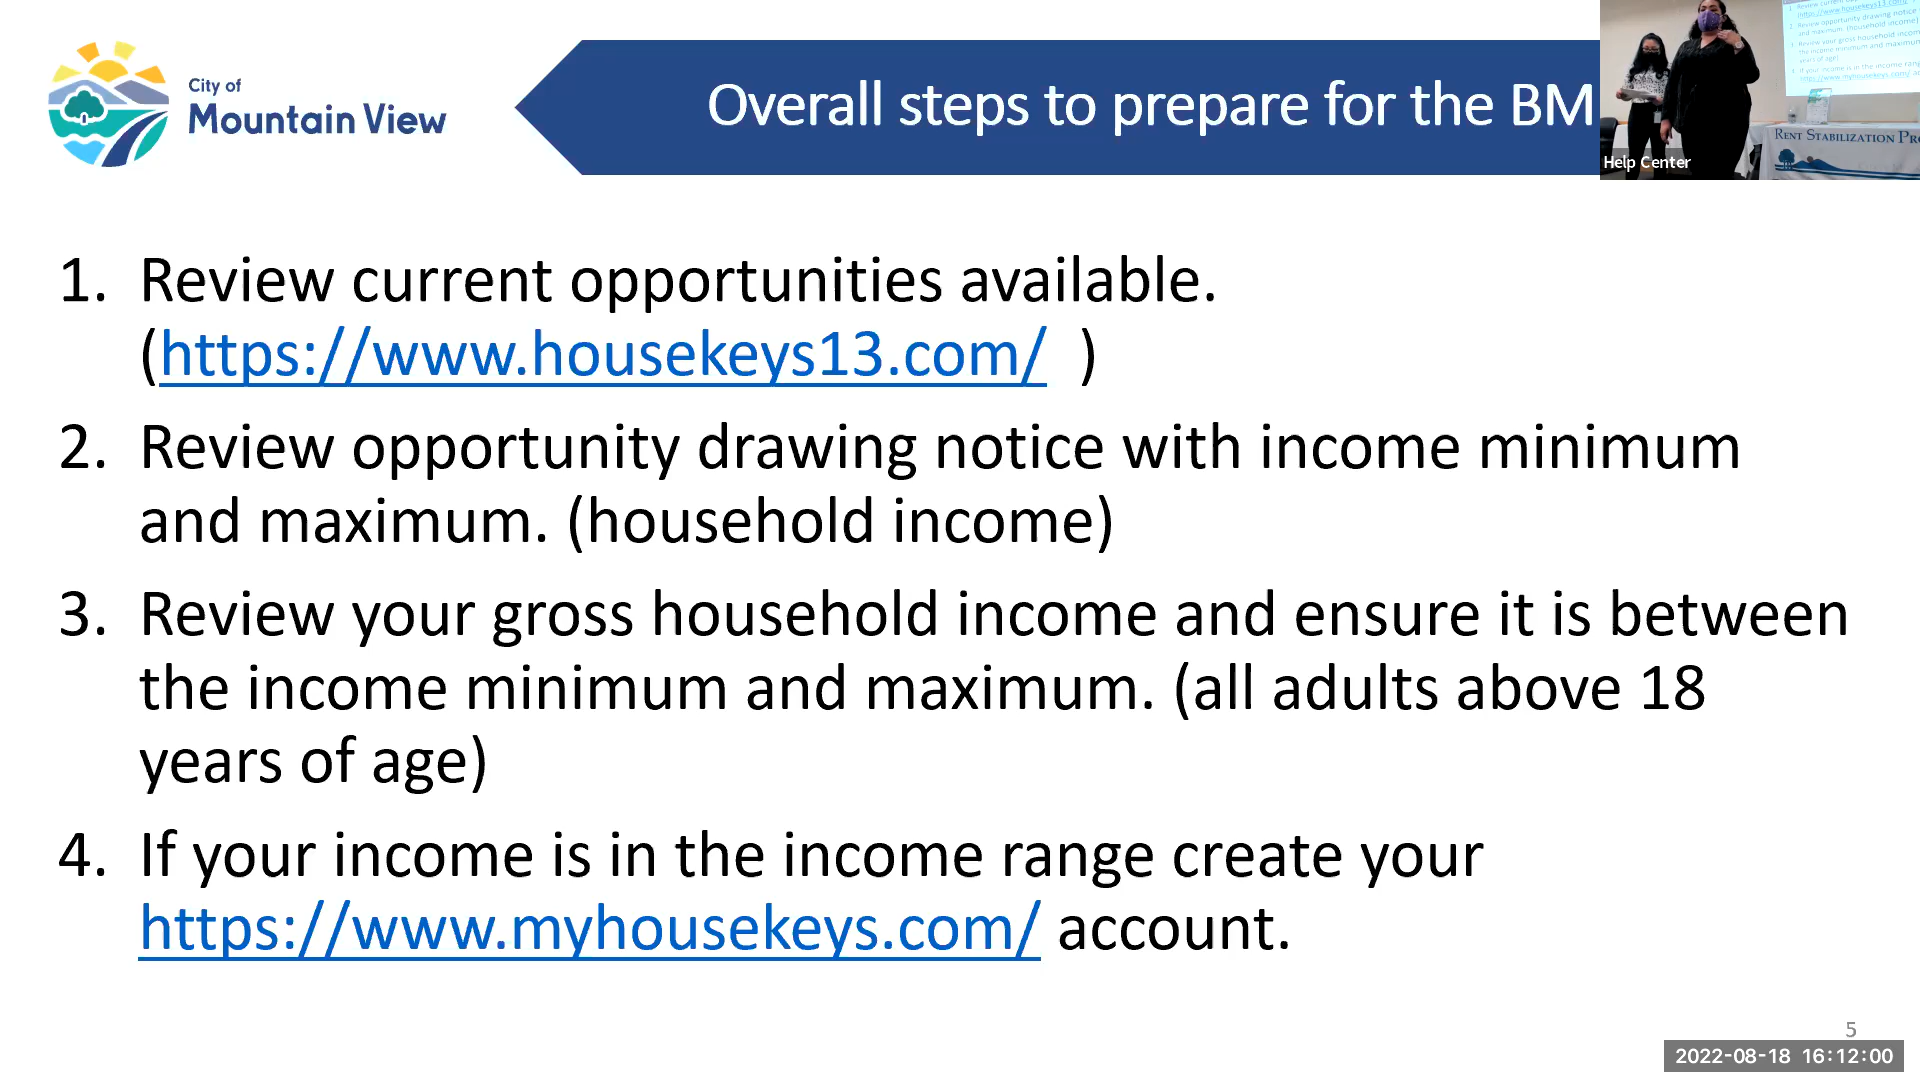 City of
Mountain View
Overall steps to prepare for the BM
Help Center
RENT STABILIZATION PR
1. Review current opportunities available.
(https://www.housekeys13.com/ )
2. Review opportunity drawing notice with income minimum
and maximum. (household income)
3. Review your gross household income and ensure it is between
the income minimum and maximum. (all adults above 18
years of age)
4. If your income is in the income range create your
https://www.myhousekeys.com/ account.
5
2022-08-18 16:12:00